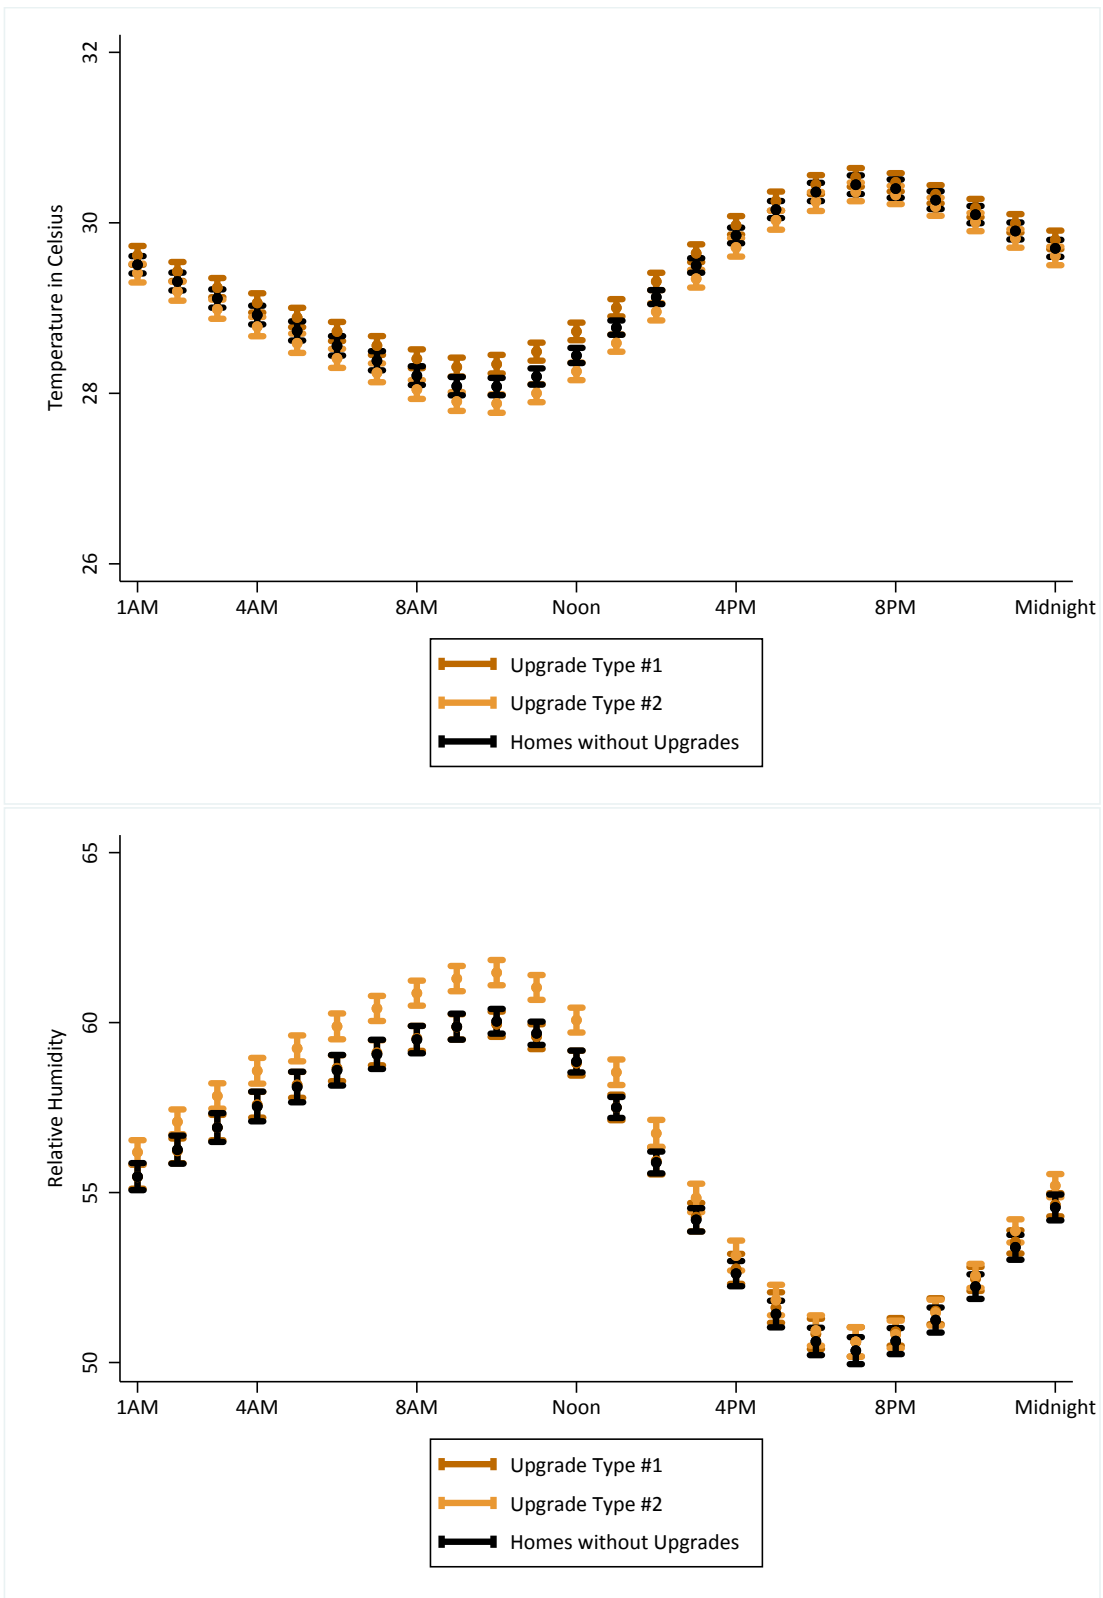 Temperature in Celsius
32
30
28
26
1AM 4AM 8AM Noon 4PM 8PM Midnight
Upgrade Type #1
Upgrade Type #2
Homes without Upgrades
Relative Humidity
65
60
55
50
1AM 4AM 8AM Noon 4PM 8PM Midnight
Upgrade Type #1
Upgrade Type #2
Homes without Upgrades